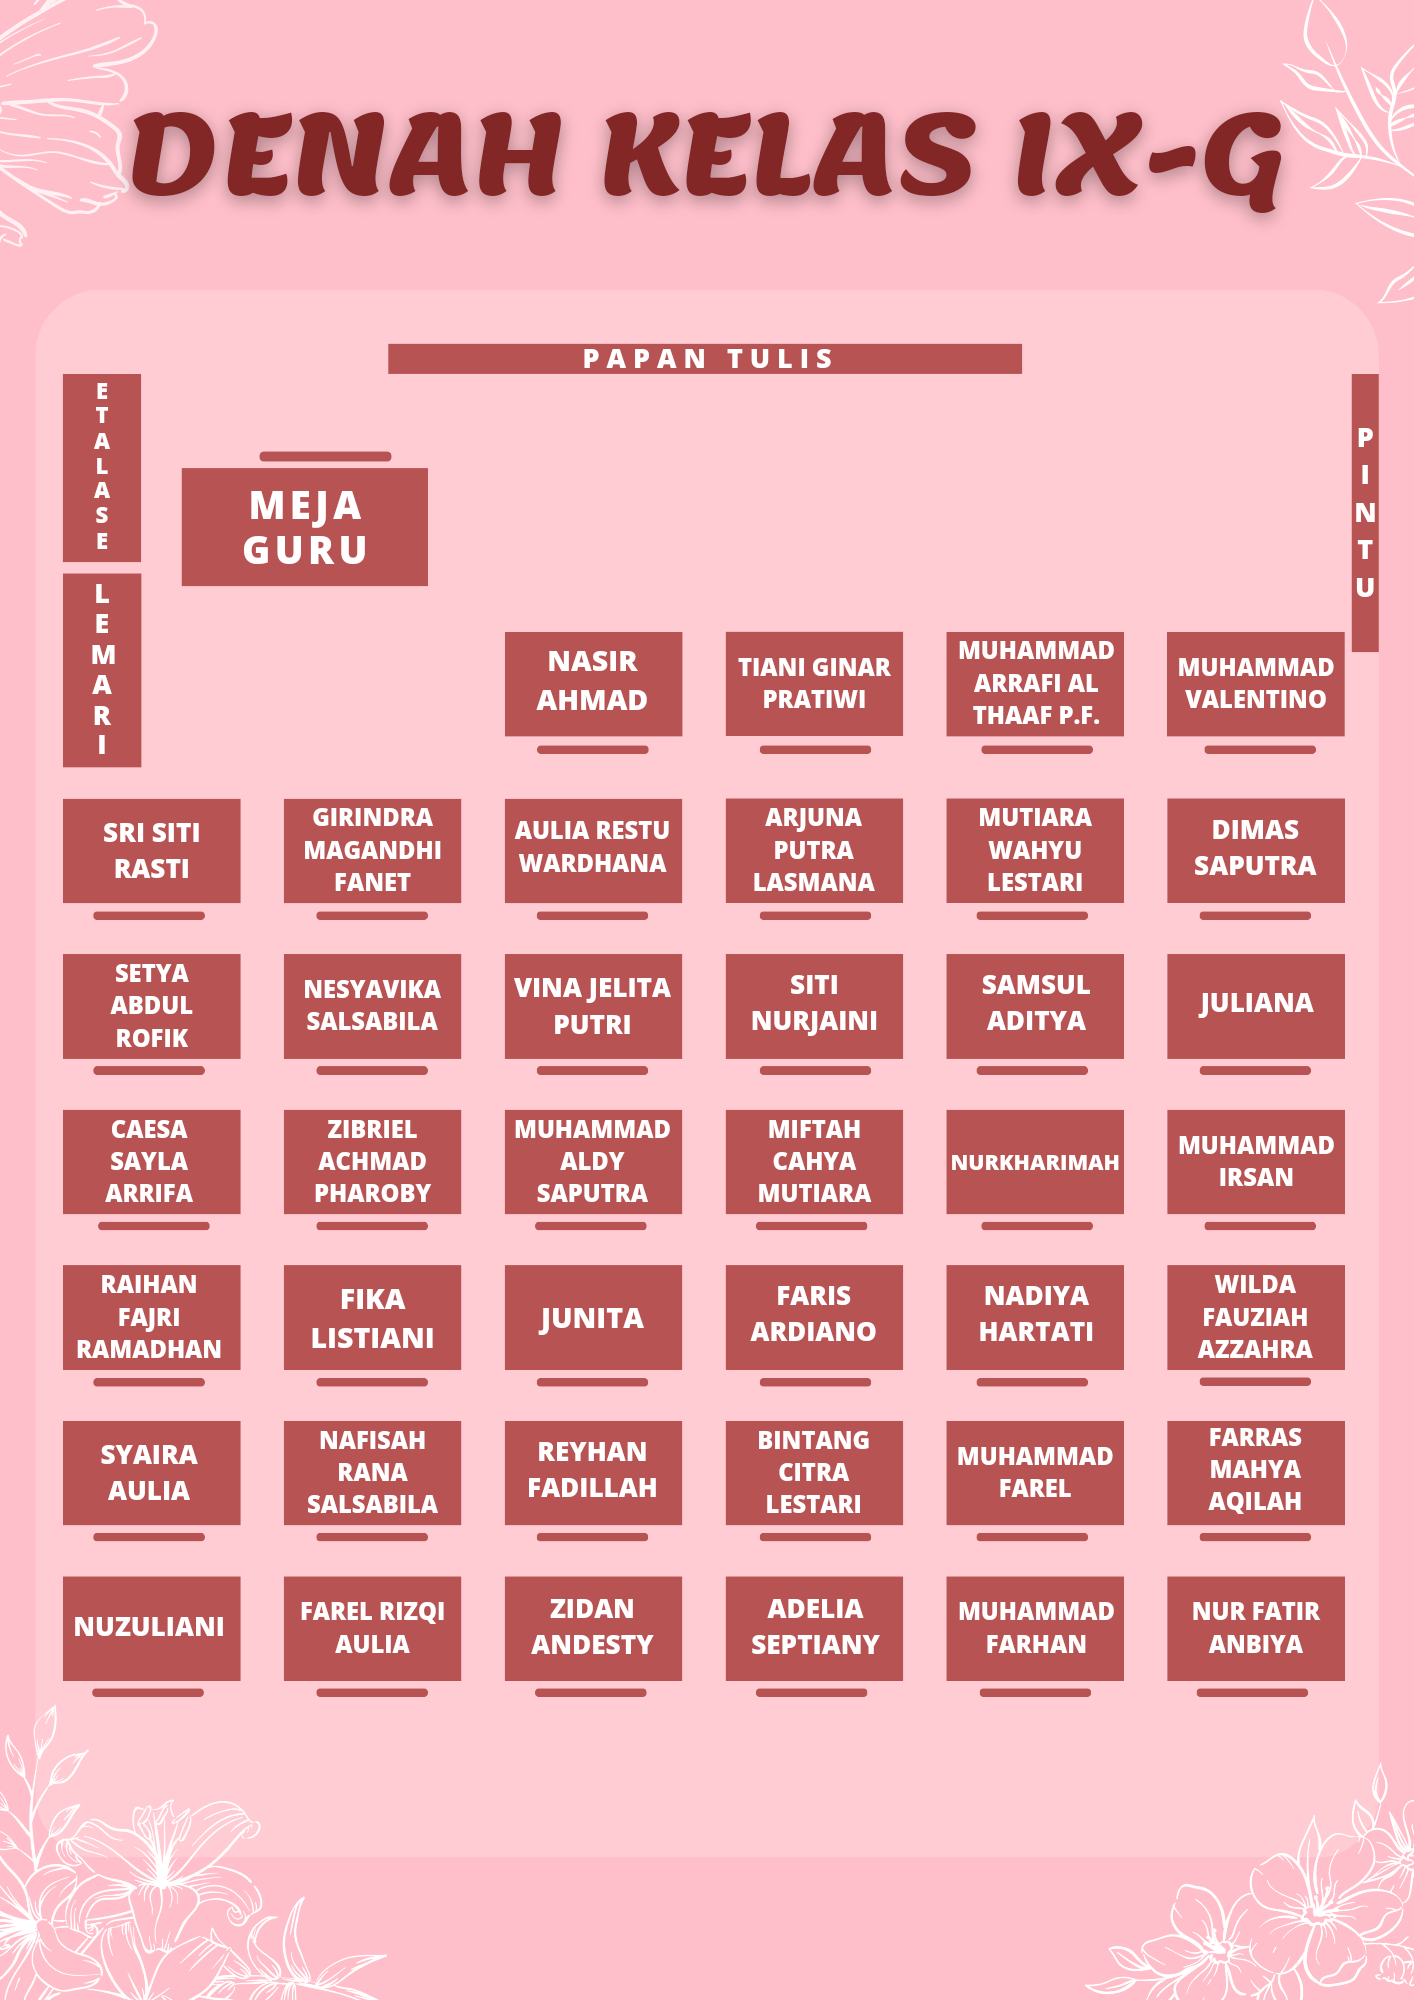 DENAH KELAS IX-G
PAPAN TULIS
ETALASE
LEMARI
PINTU
MEJA
GURU
NASIR
AHMAD
TIANI GINAR
PRATIWI
MUHAMMAD
ARRAFI AL
THAAF P.F.
MUHAMMAD
VALENTINO
SRI SITI
RASTI
GIRINDRA
MAGANDHI
FANET
AULIA RESTU
WARDHANA
ARJUNA
PUTRA
LASMANA
MUTIARA
WAHYU
LESTARI
DIMAS
SAPUTRA
SETYA
ABDUL
ROFIK
NESYAVIKA
SALSABILA
VINA JELITA
PUTRI
SITI
NURJAINI
SAMSUL
ADITYA
JULIANA
CAESA
SAYLA
ARRIFA
ZIBRIEL
ACHMAD
PHAROBY
MUHAMMAD
ALDY
SAPUTRA
MIFTAH
CAHYA
MUTIARA
NURKHARIMAH
MUHAMMAD
IRSAN
RAIHAN
FAJRI
RAMADHAN
FIKA
LISTIANI
JUNITA
FARIS
ARDIANO
NADIYA
HARTATI
WILDA
FAUZIAH
AZZAHRA
SYAIRA
AULIA
NAFISAH
RANA
SALSABILA
REYHAN
FADILLAH
BINTANG
CITRA
LESTARI
MUHAMMAD
FAREL
FARRAS
MAHYA
AQILAH
NUZULIANI
FAREL RIZQI
AULIA
ZIDAN
ANDESTY
ADELIA
SEPTIANY
MUHAMMAD
FARHAN
NUR FATIR
ANBIYA